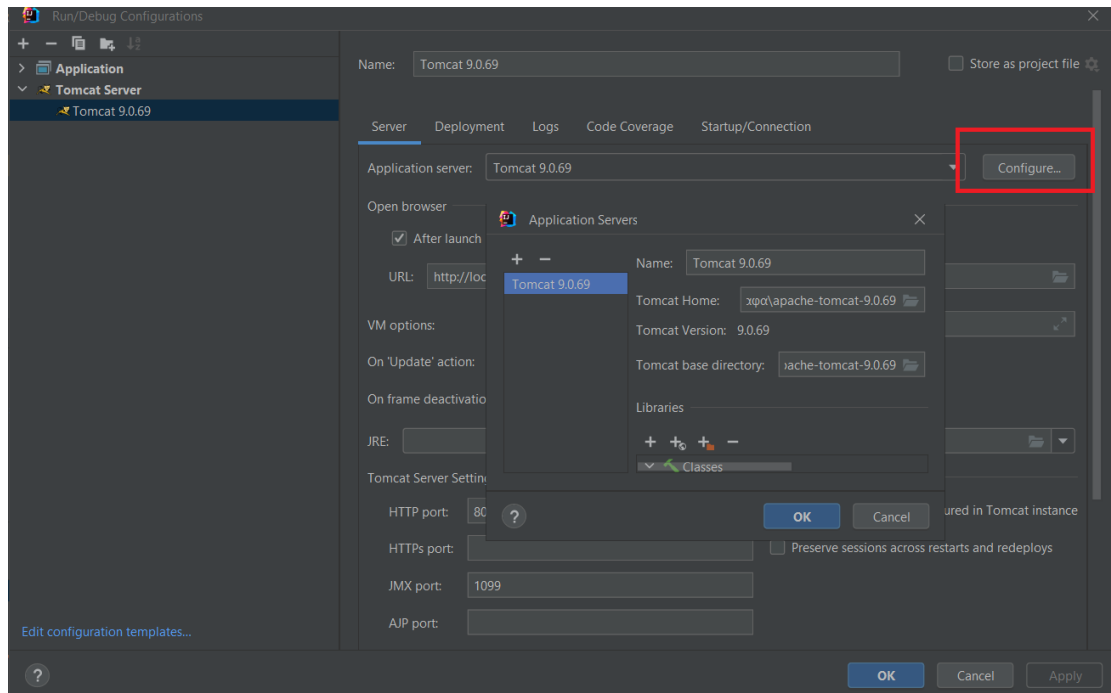 Run/Debug Configurations
Application
Tomcat Server
Tomcat 9.0.69
Edit configuration templates...
Name: Tomcat 9.0.69
Store as project file
Server Deployment Logs Code Coverage Startup/Connection
Application server: Tomcat 9.0.69 Configure...
Open browser
After launch
URL: http://loc
VM options:
On 'Update' action:
On frame deactivatio
JRE:
Tomcat Server Settin
HTTP port: 80
ured in Tomcat instance
HTTPs port:
Preserve sessions across restarts and redeploys
JMX port: 1099
AJP port:
Application Servers
Tomcat 9.0.69
Name: Tomcat 9.0.69
Tomcat Home: χφα\apache-tomcat-9.0.69
Tomcat Version: 9.0.69
Tomcat base directory: ache-tomcat-9.0.69
Libraries
Classes
? OK Cancel
? OK Cancel Apply